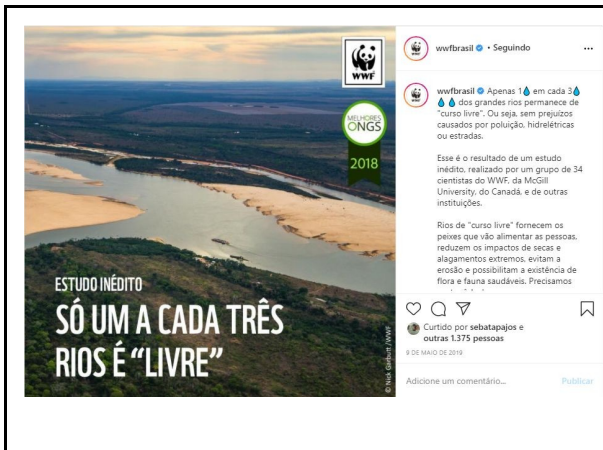 WWF
MELHORES
ONGS
2018
ESTUDO INÉDITO
SÓ UM A CADA TRÊS
RIOS É “LIVRE”
© Nick Garbutt /WWF
wwfbrasil • Seguindo
wwfbrasil Apenas 1💧 em cada 3💧
💧💧 dos grandes rios permanece de
"curso livre". Ou seja, sem prejuízos
causados por poluição, hidrelétricas
ou estradas.
Esse é o resultado de um estudo
inédito, realizado por um grupo de 34
cientistas do WWF, da McGill
University, do Canadá, e de outras
instituições.
Rios de "curso livre" fornecem os
peixes que vão alimentar as pessoas,
reduzem os impactos de secas e
alagamentos extremos, evitam a
erosão e possibilitam a existência de
flora e fauna saudáveis. Precisamos
Curtido por sebatapajos e
outras 1.375 pessoas
9 DE MAIO DE 2019
Adicione um comentário... Publicar